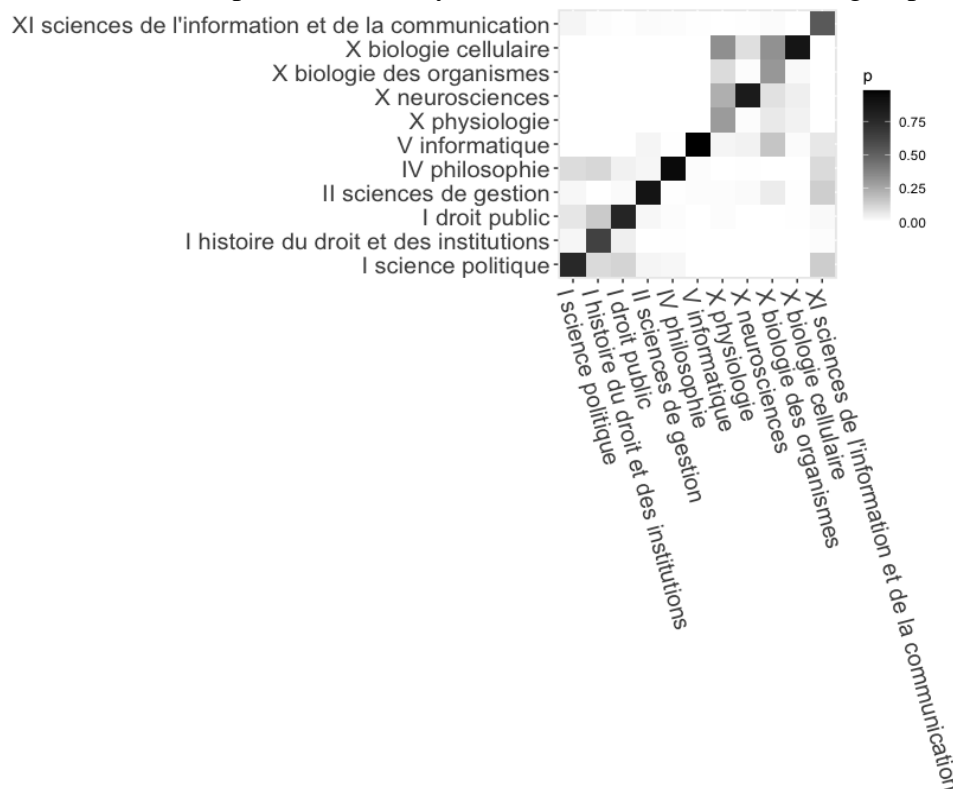 XI sciences de l'information et de la communication
X biologie cellulaire
X biologie des organismes
X neurosciences
X physiologie
V informatique
IV philosophie
II sciences de gestion
I droit public
I histoire du droit et des institutions
I science politique
p
0.75
0.50
0.25
0.00
I science politique
I histoire du droit et des institutions
I droit public
II sciences de gestion
IV philosophie
V informatique
X physiologie
X neurosciences
X biologie des organismes
X biologie cellulaire
XI sciences de l'information et de la communication